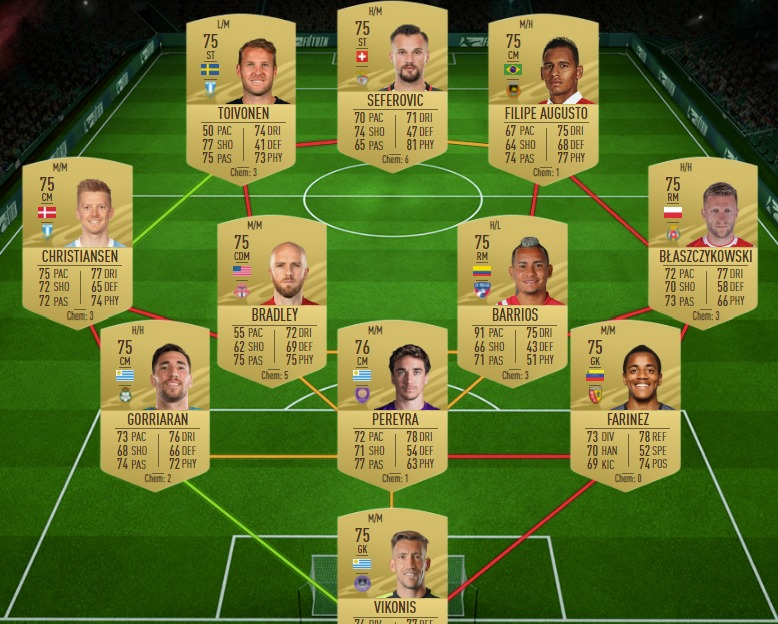 L/M
75
ST
TOIVONEN
50 PAC 74 DRI
77 SHO 41 DEF
75 PAS 73 PHY
Chem: 3
H/M
75
ST
SEFEROVIC
70 PAC 71 DRI
74 SHO 47 DEF
65 PAS 81 PHY
Chem: 6
M/H
75
CM
FILIPE AUGUSTO
67 PAC 75 DRI
64 SHO 68 DEF
74 PAS 77 PHY
Chem: 1
M/M
75
CM
CHRISTIANSEN
75 PAC 77 DRI
72 SHO 65 DEF
72 PAS 74 PHY
Chem: 3
M/M
75
CDM
BRADLEY
55 PAC 72 DRI
62 SHO 69 DEF
75 PAS 75 PHY
Chem: 5
H/L
75
RM
BARRIOS
91 PAC 75 DRI
66 SHO 43 DEF
71 PAS 51 PHY
Chem: 3
H/H
75
RM
BŁASZCZYKOWSKI
72 PAC 77 DRI
70 SHO 58 DEF
73 PAS 66 PHY
Chem: 3
H/H
75
CM
GORRIARAN
73 PAC 76 DRI
68 SHO 66 DEF
74 PAS 72 PHY
Chem: 2
M/M
76
CM
PEREYRA
72 PAC 78 DRI
71 SHO 54 DEF
77 PAS 63 PHY
Chem: 1
M/M
75
GK
FARINEZ
73 DIV 78 REF
70 HAN 52 SPE
69 KIC 74 POS
Chem: 0
M/M
75
GK
VIKONIS